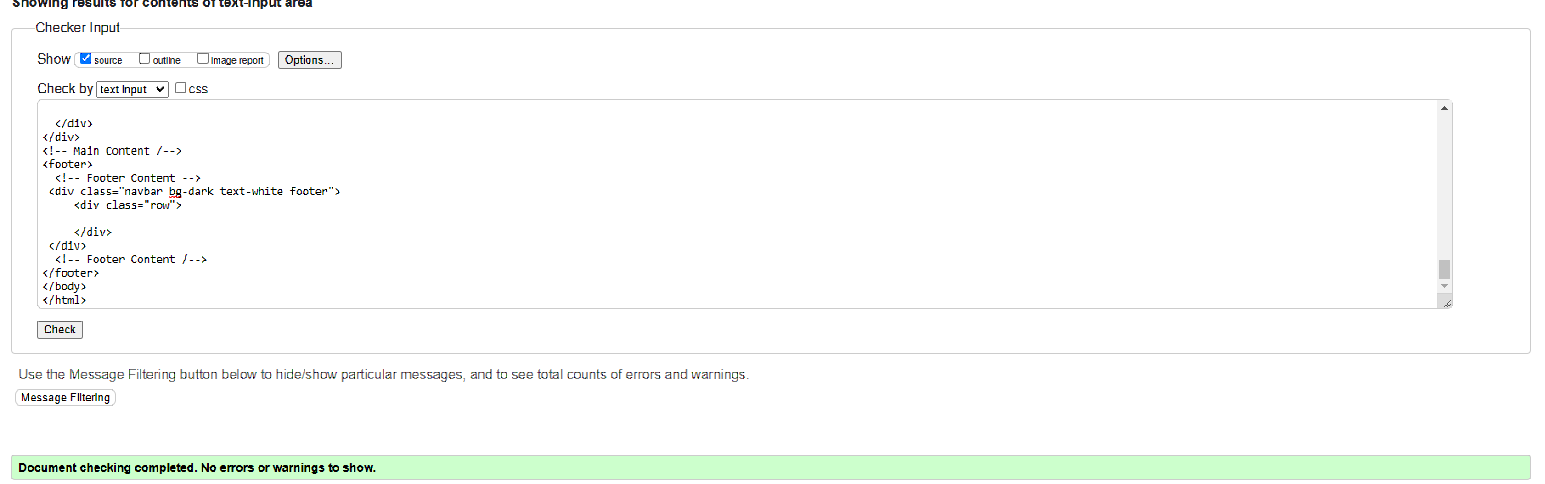 Showing results for contents of text-input area
Checker Input
Show source outline image report Options...
Check by text input css
</div>
</div>
<!-- Main Content /-->
<footer>
<!-- Footer Content -->
<div class="navbar bg-dark text-white footer">
<div class="row">
</div>
</div>
<!-- Footer Content /-->
</footer>
</body>
</html>
Check
Use the Message Filtering button below to hide/show particular messages, and to see total counts of errors and warnings.
Message Filtering
Document checking completed. No errors or warnings to show.